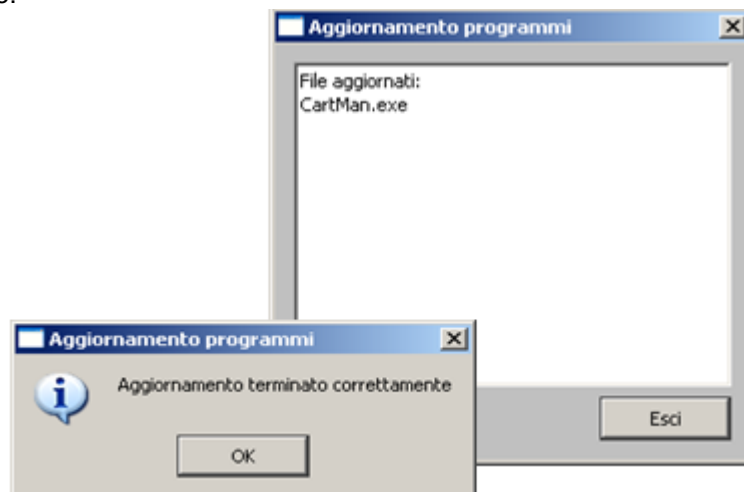 Aggiornamento programmi
File aggiornati:
CartMan.exe
Esci
Aggiornamento programmi
Aggiornamento terminato correttamente
OK